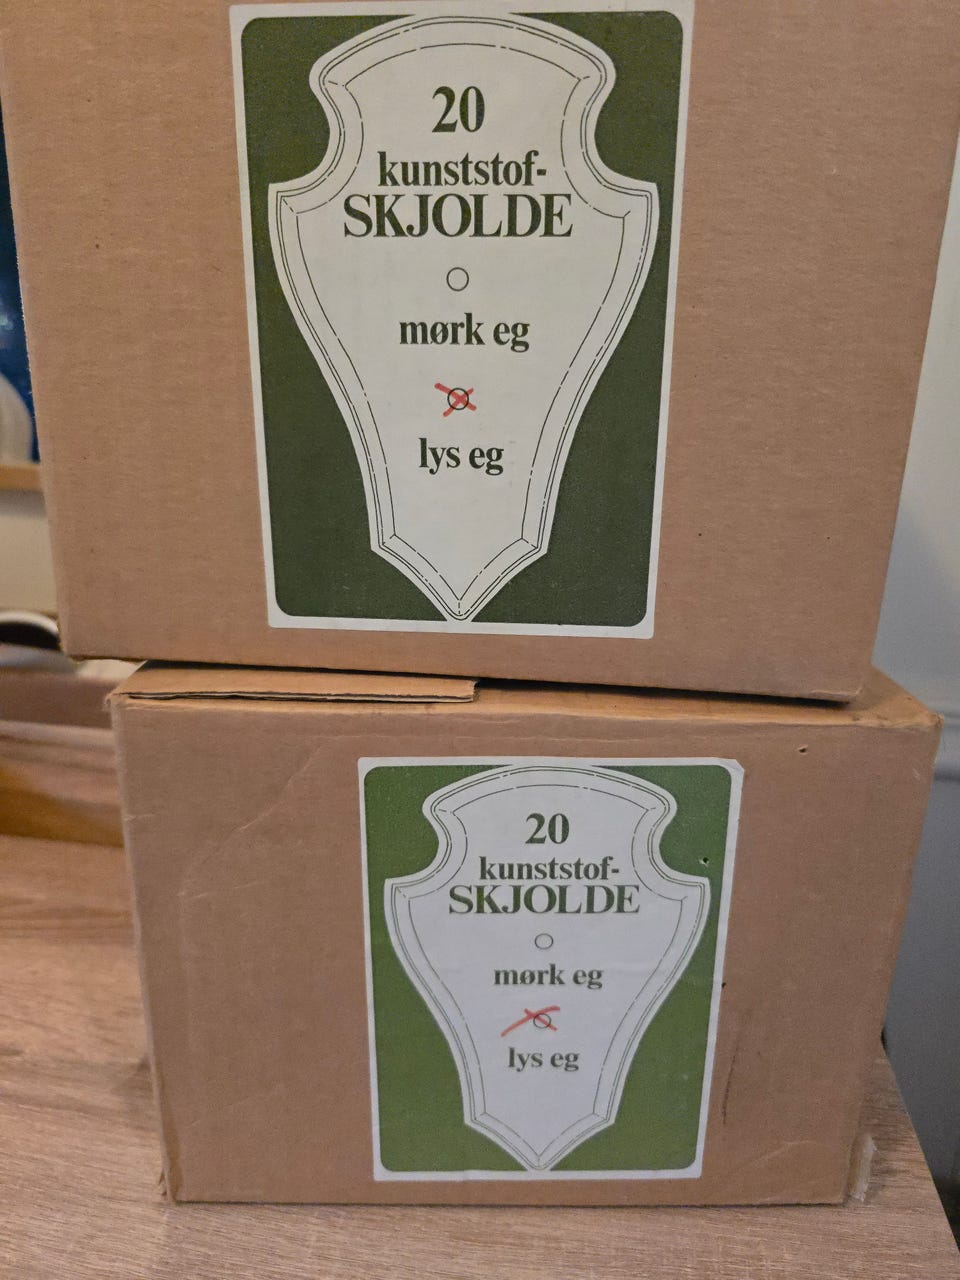 20
kunststof-
SKJOLDE
mørk eg
lys eg
20
kunststof-
SKJOLDE
mørk eg
lys eg